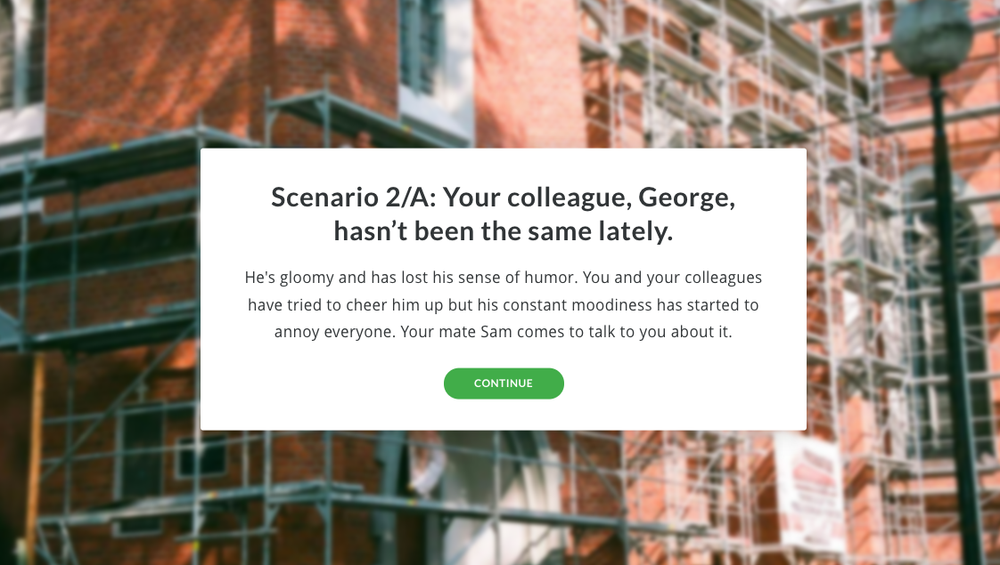 Scenario 2/A: Your colleague, George,
hasn’t been the same lately.
He's gloomy and has lost his sense of humor. You and your colleagues
have tried to cheer him up but his constant moodiness has started to
annoy everyone. Your mate Sam comes to talk to you about it.
CONTINUE